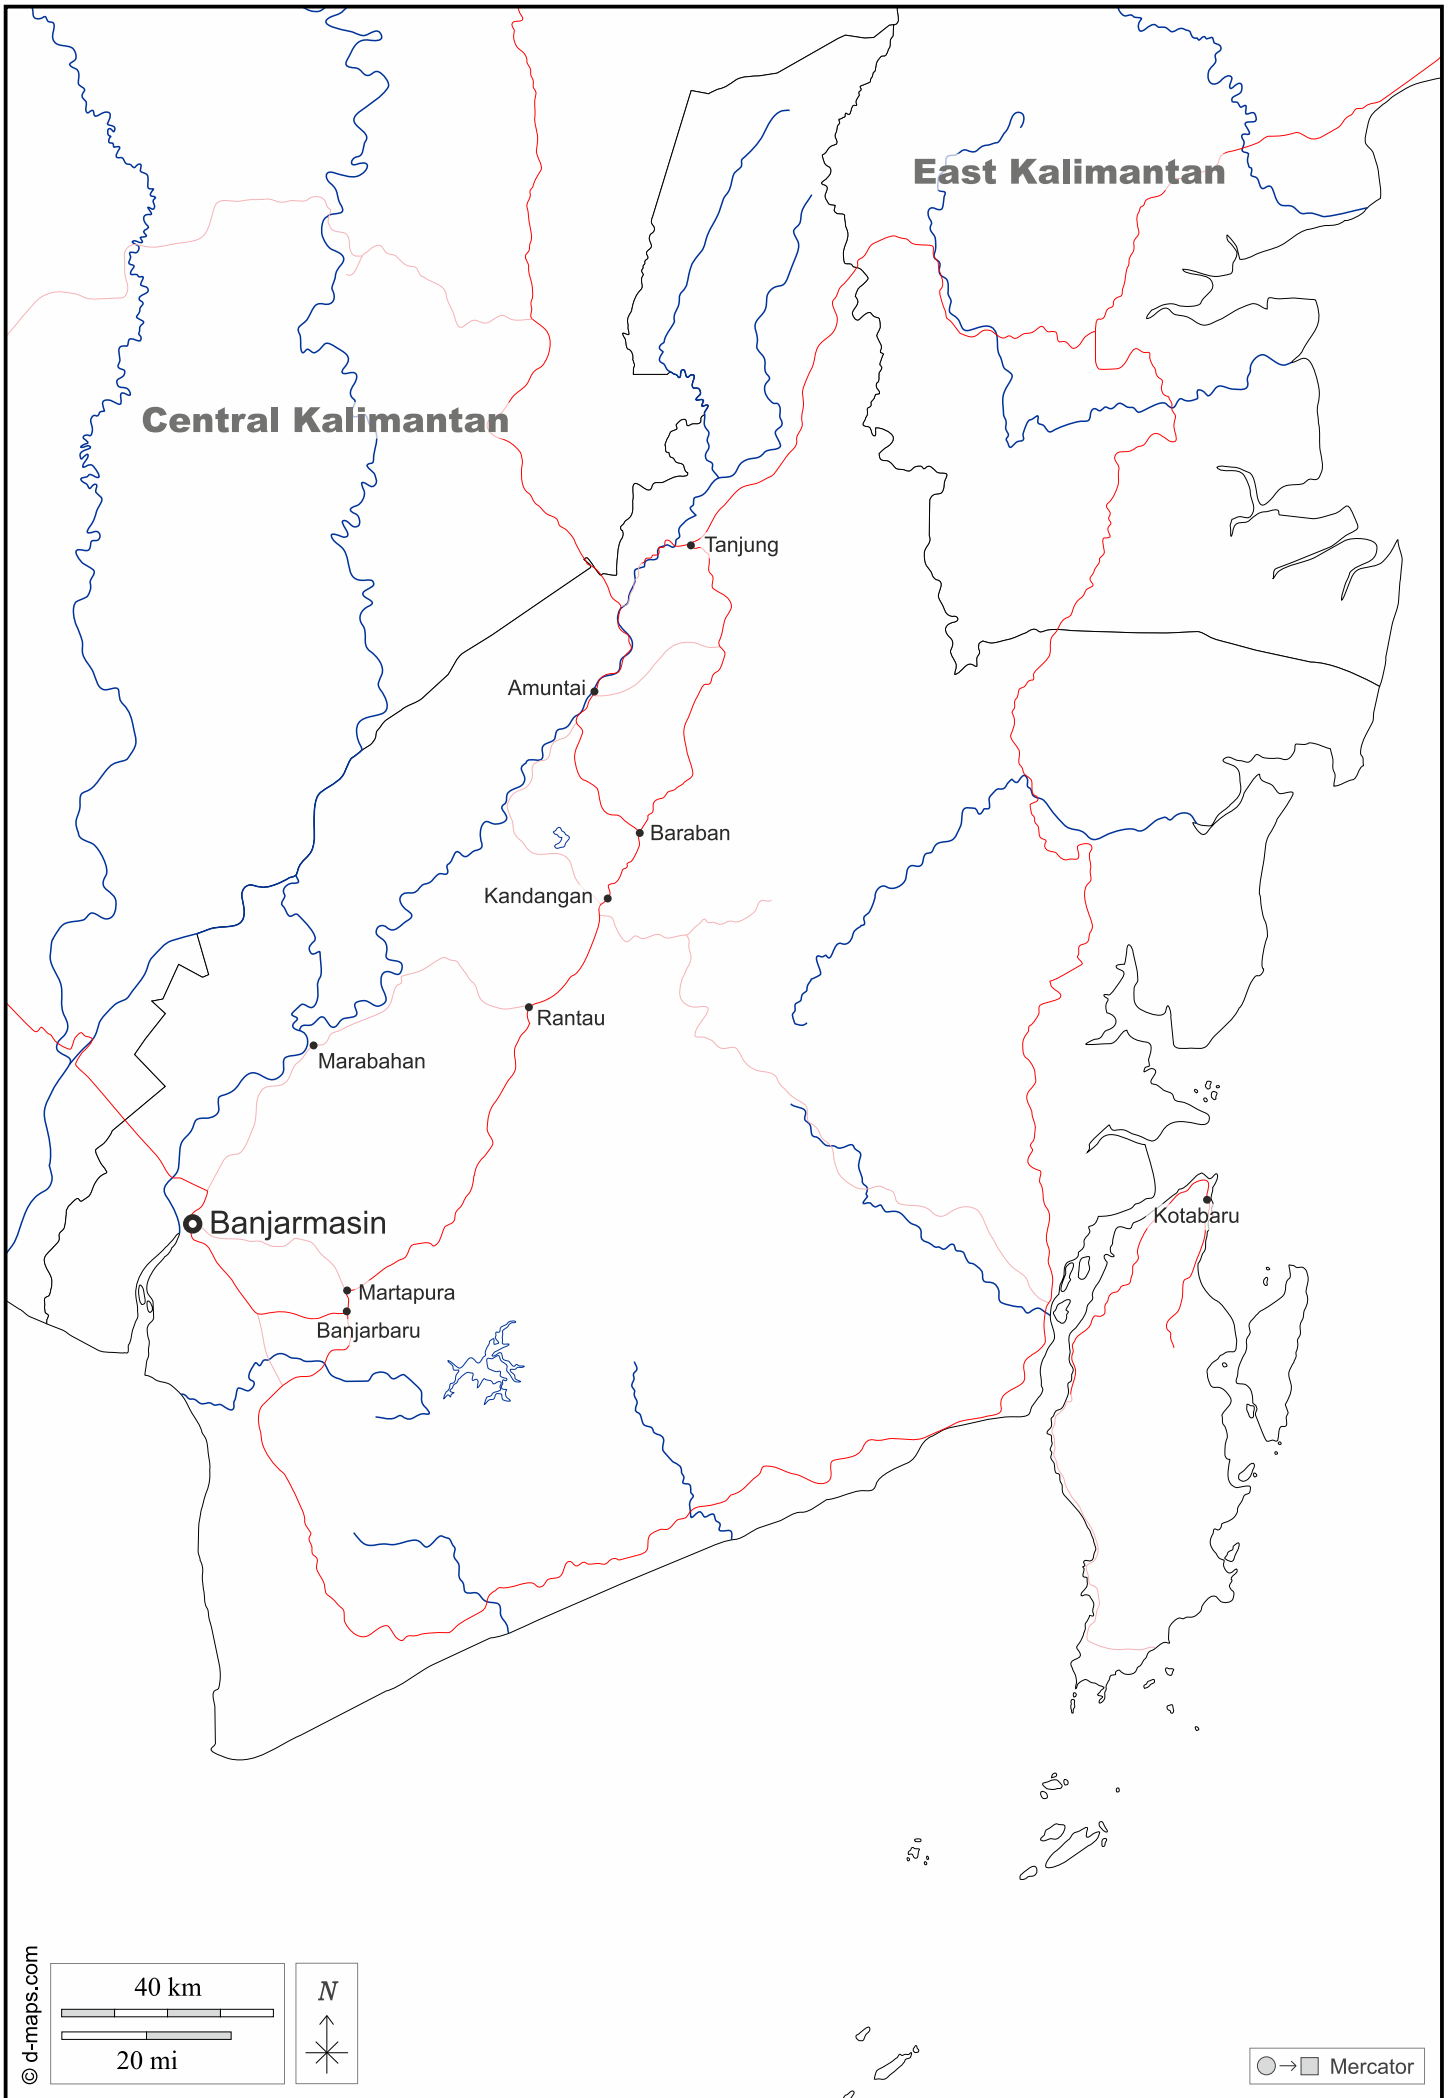 East Kalimantan
Central Kalimantan
Tanjung
Amuntai
Baraban
Kandangan
Rantau
Marabahan
Kotabaru
Banjarmasin
Martapura
Banjarbaru
© d-maps.com
40 km
20 mi
N
Mercator